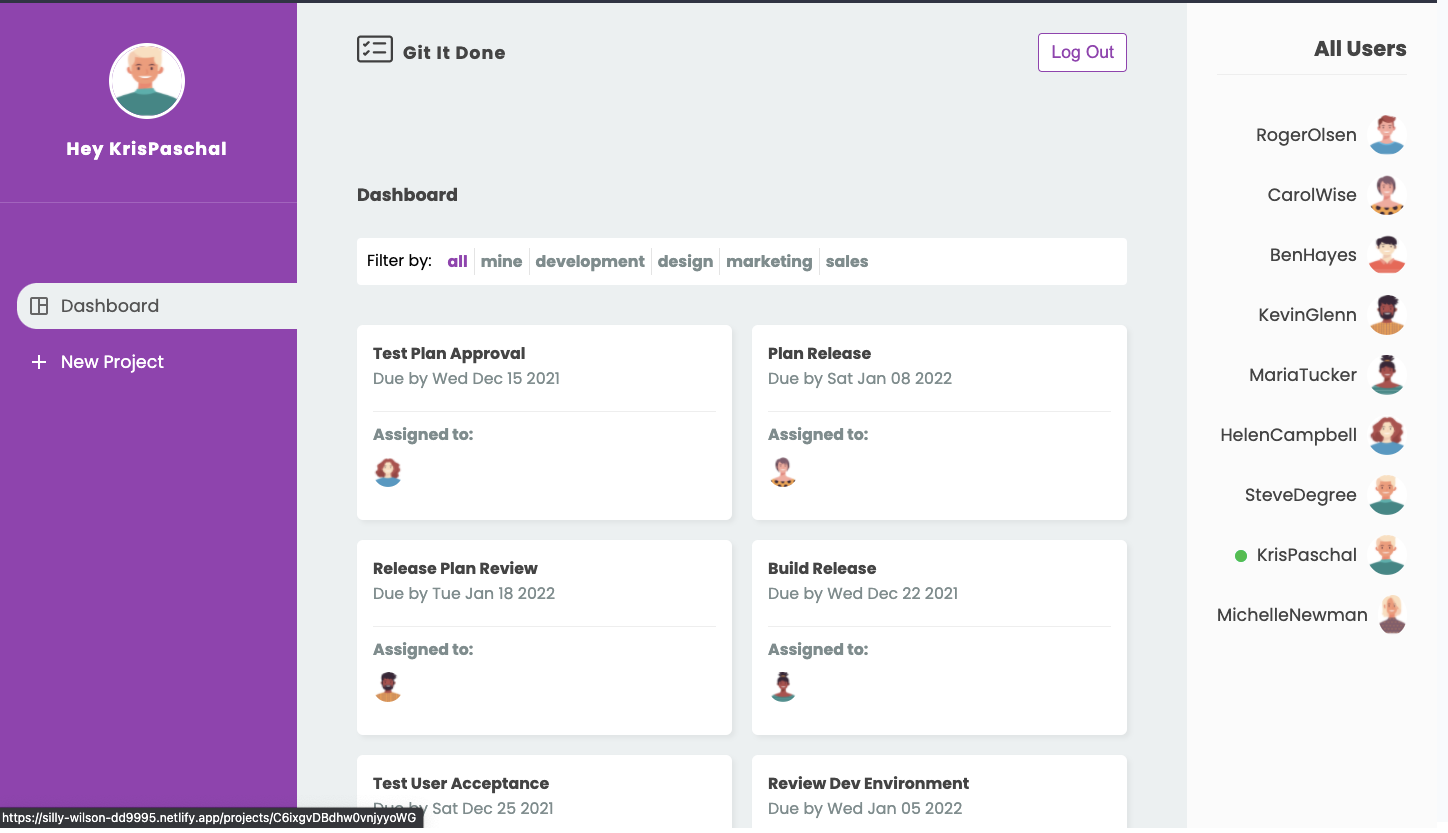 Hey KrisPaschal
Dashboard
New Project
Git It Done
Log Out
Dashboard
Filter by: all mine development design marketing sales
Test Plan Approval
Due by Wed Dec 15 2021
Assigned to:
Plan Release
Due by Sat Jan 08 2022
Assigned to:
Release Plan Review
Due by Tue Jan 18 2022
Assigned to:
Build Release
Due by Wed Dec 22 2021
Assigned to:
Test User Acceptance
Due by Sat Dec 25 2021
Review Dev Environment
Due by Wed Jan 05 2022
All Users
RogerOlsen
CarolWise
BenHayes
KevinGlenn
MariaTucker
HelenCampbell
SteveDegree
KrisPaschal
MichelleNewman
https://silly-wilson-dd9995.netlify.app/projects/C6ixgvDBdhw0vnjyyoWG